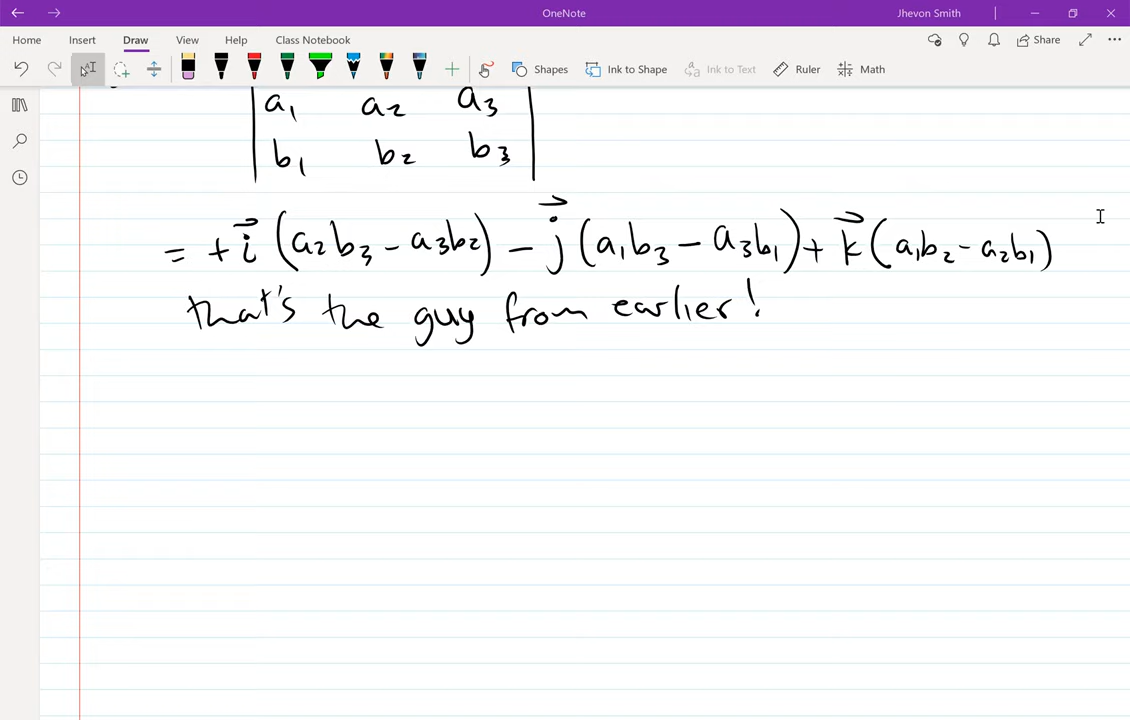 OneNote
Jhevon Smith
Home Insert Draw View Help Class Notebook
Share
Shapes Ink to Shape Ink to Text Ruler Math
a₁ a₂ a₃
b₁ b₂ b₃
= + i⃗ (a₂b₃ - a₃b₂) - j⃗ (a₁b₃ - a₃b₁) + k⃗ (a₁b₂ - a₂b₁)
that's the guy from earlier!